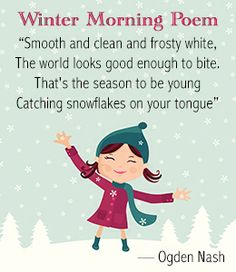 Winter Morning Poem
“Smooth and clean and frosty white,
The world looks good enough to bite.
That's the season to be young
Catching snowflakes on your tongue”
— Ogden Nash